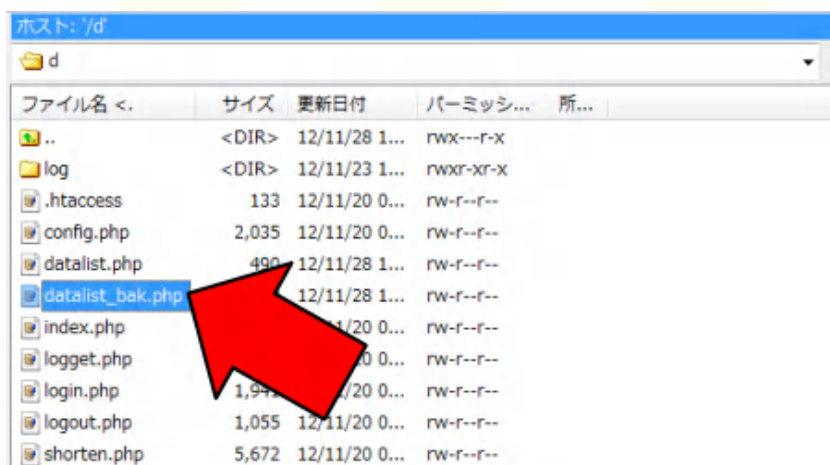 ホスト: '/d'
d
ファイル名 <. サイズ 更新日付 パーミッシ... 所...
.. <DIR> 12/11/28 1... rwx---r-x
log <DIR> 12/11/23 1... rwxr-xr-x
.htaccess 133 12/11/20 0... rw-r--r--
config.php 2,035 12/11/20 0... rw-r--r--
datalist.php 490 12/11/28 1... rw-r--r--
datalist_bak.php 12/11/28 1... rw-r--r--
index.php 0... rw-r--r--
logget.php 0... rw-r--r--
login.php 0... rw-r--r--
logout.php 1,055 12/11/20 0... rw-r--r--
shorten.php 5,672 12/11/20 0... rw-r--r--